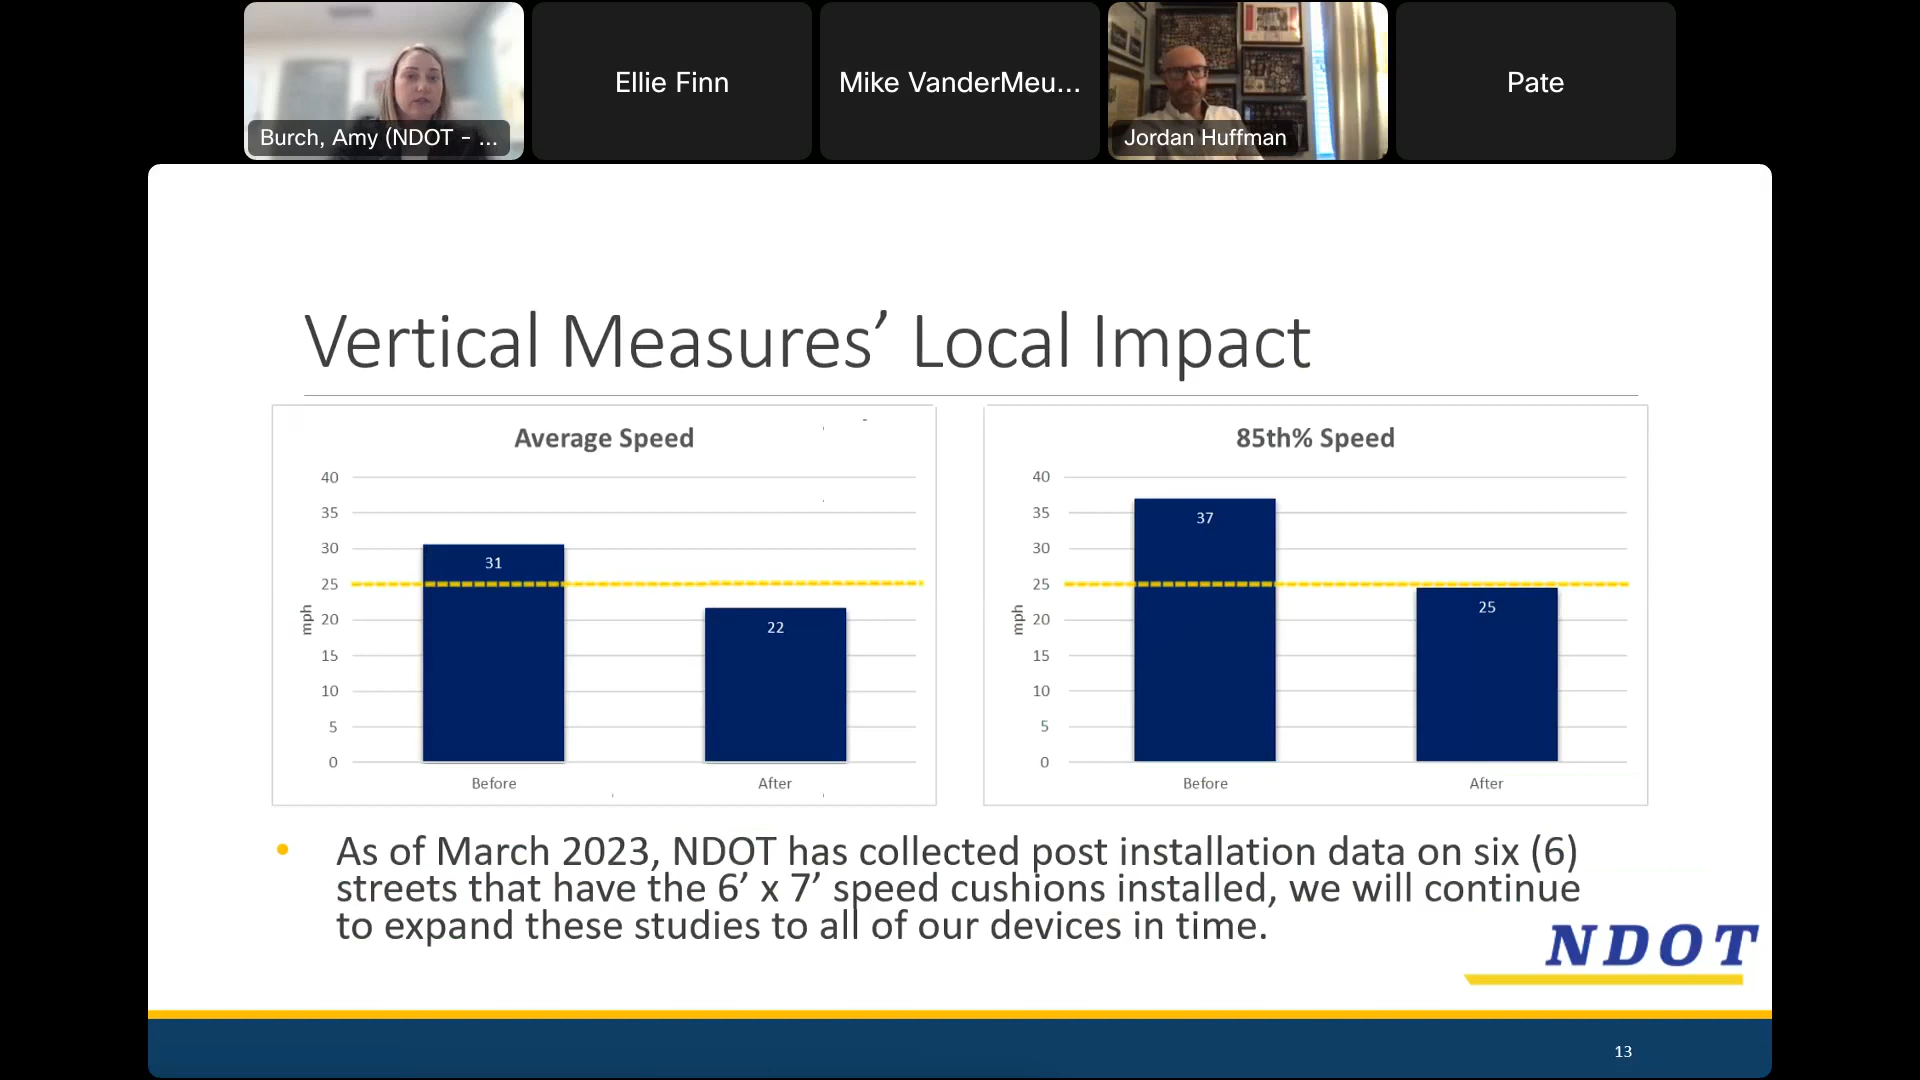 Burch, Amy (NDOT - ...
Ellie Finn
Mike VanderMeu...
Jordan Huffman
Pate
Vertical Measures’ Local Impact
Average Speed
40
35
30
25
20
15
10
5
0
mph
31
22
Before
After
85th% Speed
40
35
30
25
20
15
10
5
0
mph
37
25
Before
After
• As of March 2023, NDOT has collected post installation data on six (6)
streets that have the 6’ x 7’ speed cushions installed, we will continue
to expand these studies to all of our devices in time.
NDOT
13